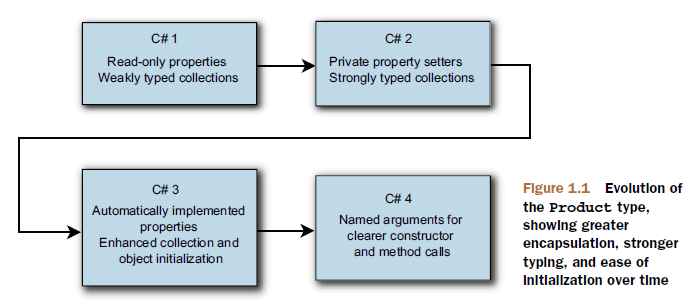 C# 1
Read-only properties
Weakly typed collections
C# 2
Private property setters
Strongly typed collections
C# 3
Automatically implemented
properties
Enhanced collection and
object initialization
C# 4
Named arguments for
clearer constructor
and method calls
Figure 1.1 Evolution of
the Product type,
showing greater
encapsulation, stronger
typing, and ease of
initialization over time